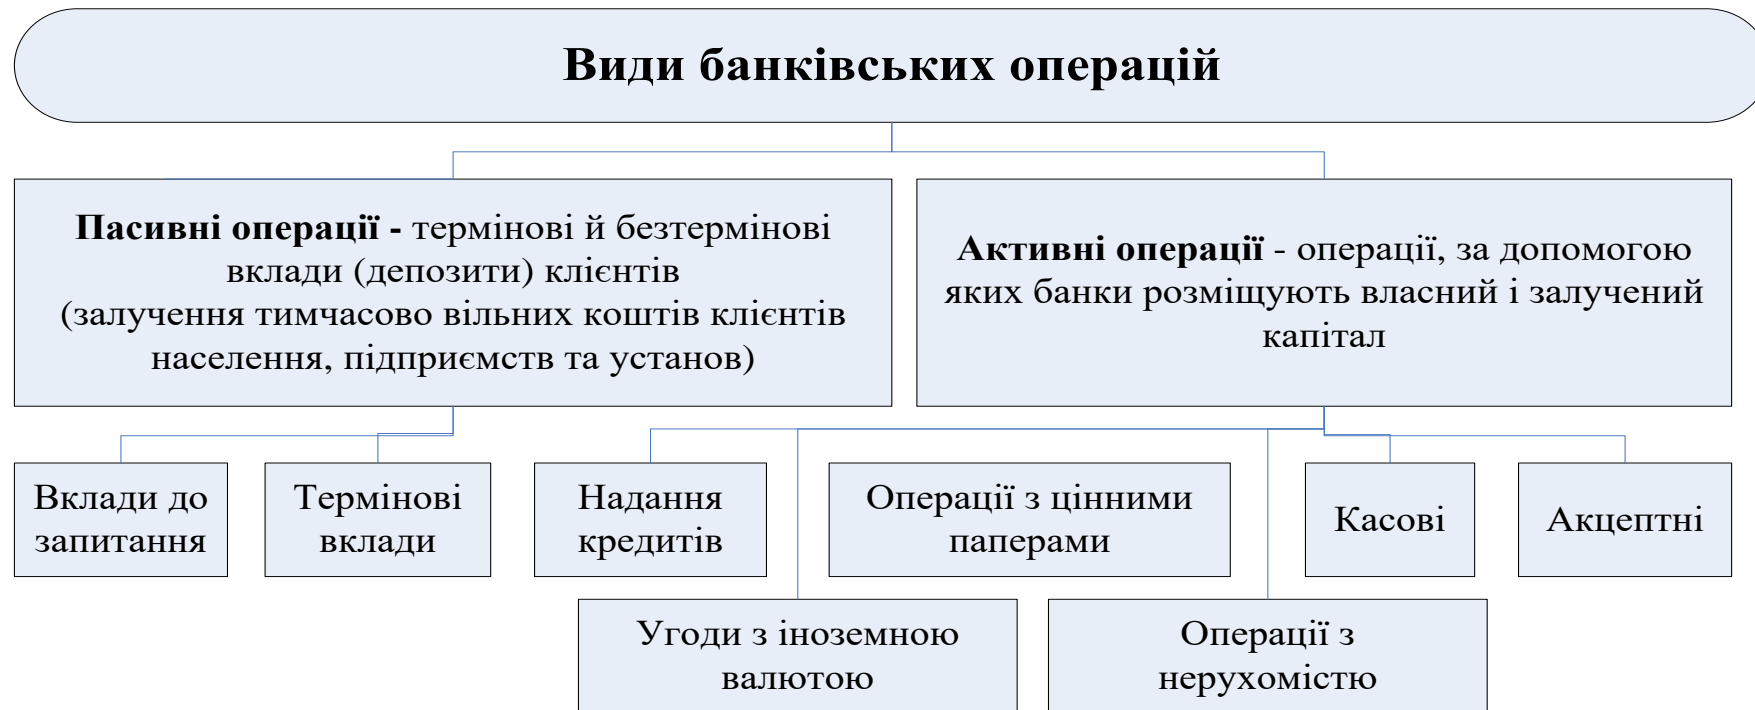 Види банківських операцій
Пасивні операції - термінові й безтермінові
вклади (депозити) клієнтів
(залучення тимчасово вільних коштів клієнтів
населення, підприємств та установ)
Активні операції - операції, за допомогою
яких банки розміщують власний і залучений
капітал
Вклади до
запитання
Термінові
вклади
Надання
кредитів
Операції з цінними
паперами
Касові
Акцептні
Угоди з іноземною
валютою
Операції з
нерухомістю